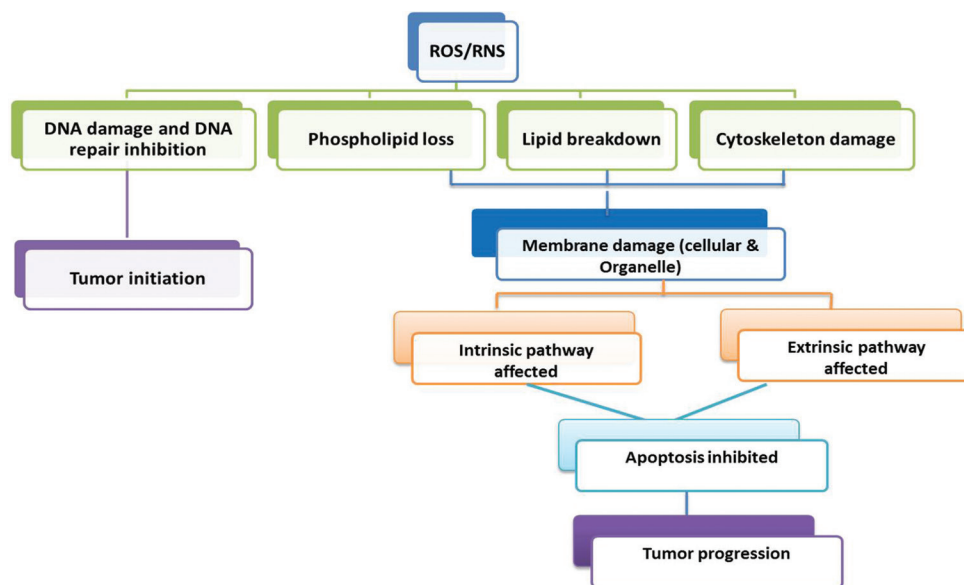 ROS/RNS
DNA damage and DNA
repair inhibition
Phospholipid loss
Lipid breakdown
Cytoskeleton damage
Membrane damage (cellular &
Organelle)
Tumor initiation
Intrinsic pathway
affected
Extrinsic pathway
affected
Apoptosis inhibited
Tumor progression